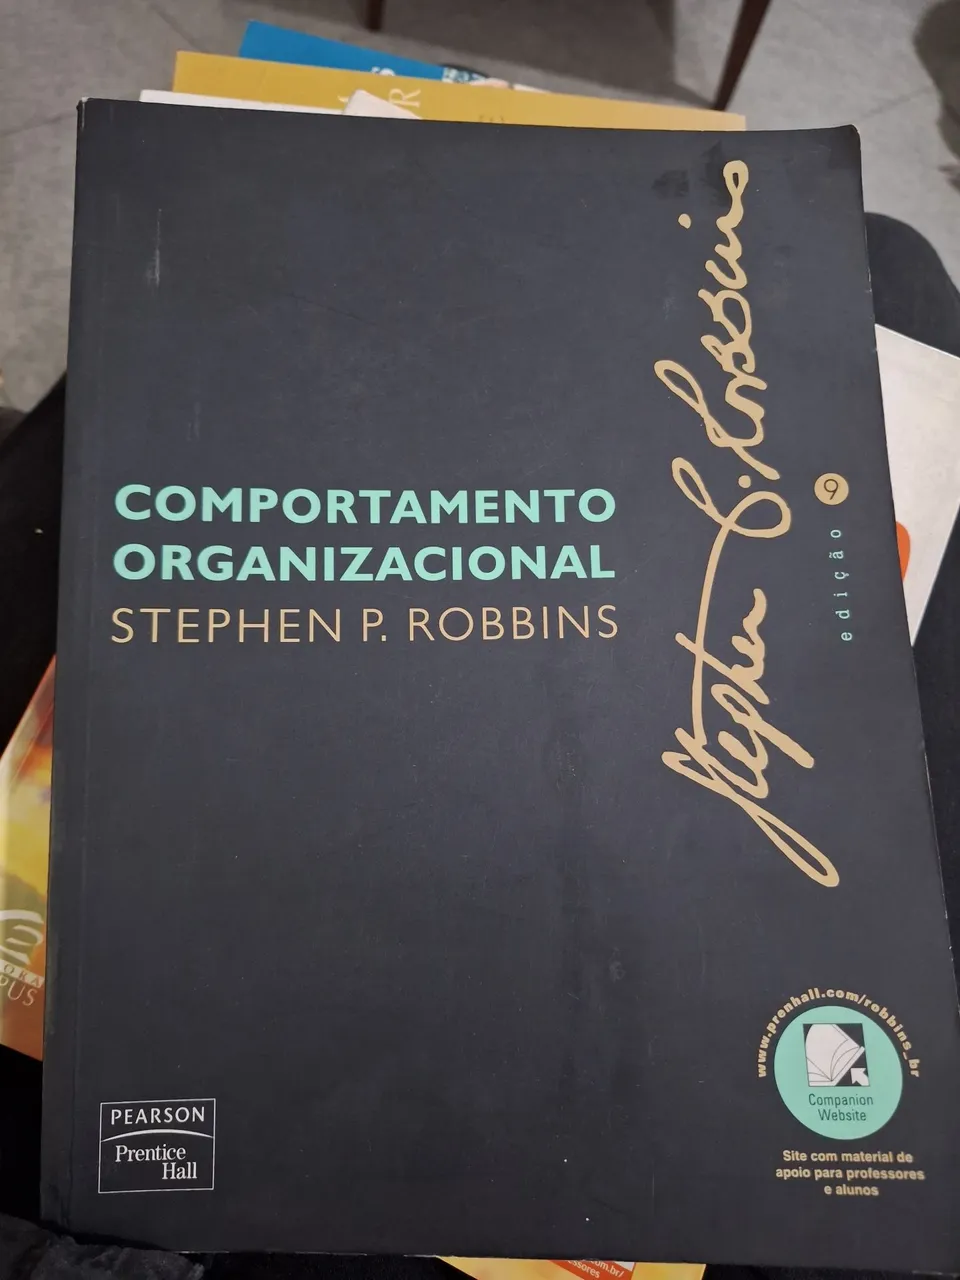 COMPORTAMENTO
ORGANIZACIONAL
STEPHEN P. ROBBINS
Stephen P. Robbins
9
edição
www.prenhall.com/robbins_br
Companion
Website
Site com material de
apoio para professores
e alunos
PEARSON
Prentice
Hall